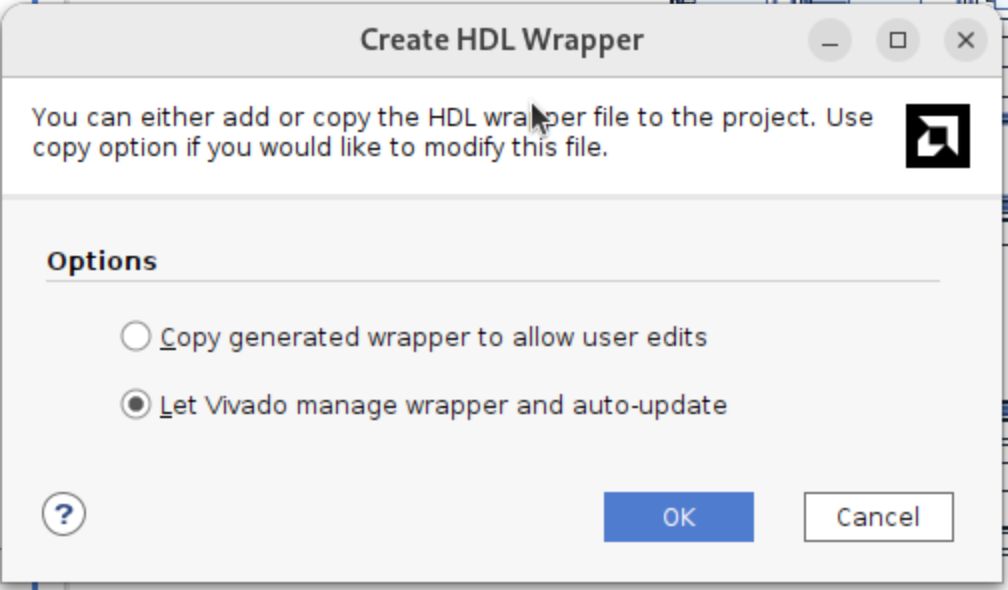 Create HDL Wrapper
You can either add or copy the HDL wrapper file to the project. Use
copy option if you would like to modify this file.
Options
Copy generated wrapper to allow user edits
Let Vivado manage wrapper and auto-update
?
OK
Cancel